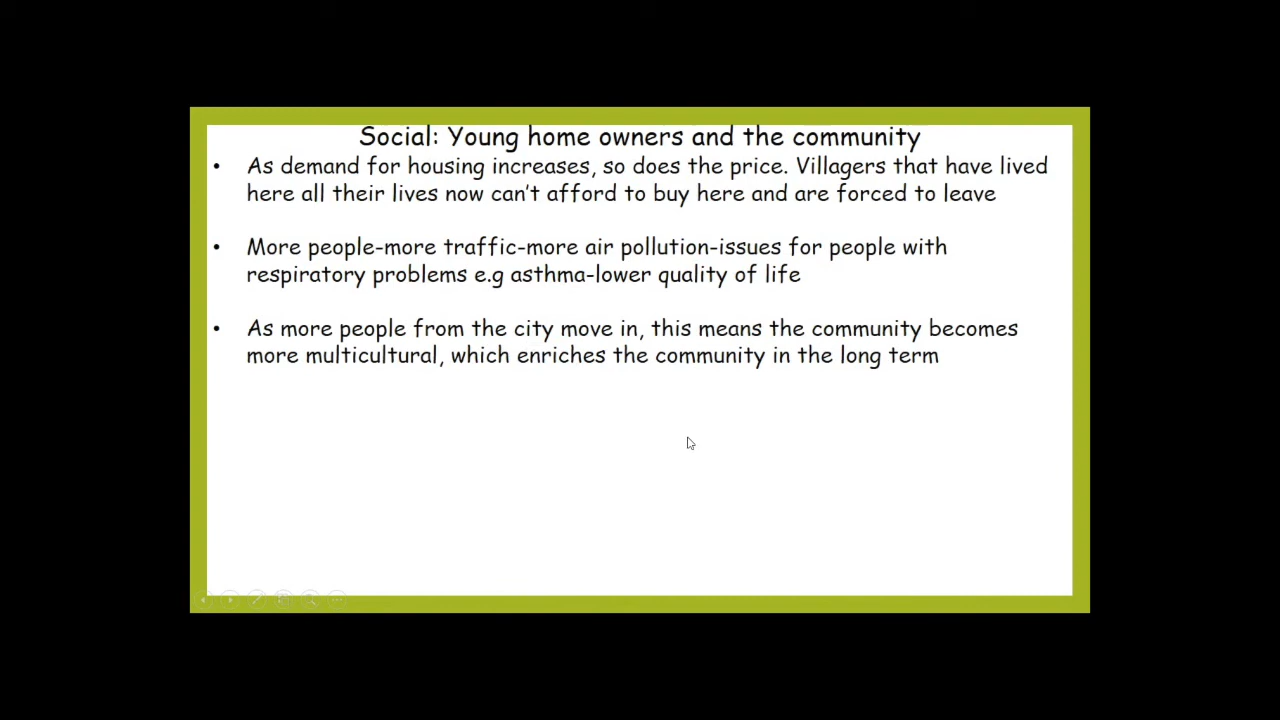 Social: Young home owners and the community
• As demand for housing increases, so does the price. Villagers that have lived
here all their lives now can't afford to buy here and are forced to leave
• More people-more traffic-more air pollution-issues for people with
respiratory problems e.g asthma-lower quality of life
• As more people from the city move in, this means the community becomes
more multicultural, which enriches the community in the long term